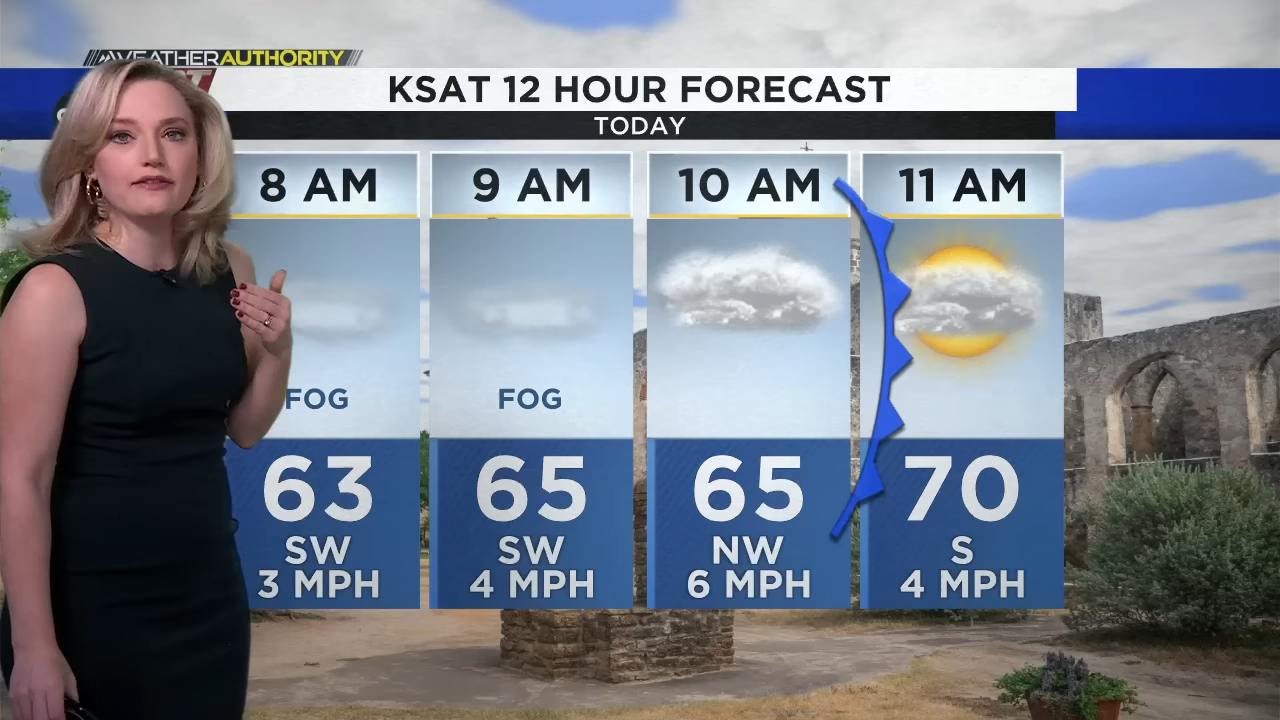 WEATHER AUTHORITY
KSAT 12 HOUR FORECAST
TODAY
8 AM
9 AM
10 AM
11 AM
FOG
FOG
63
65
65
70
SW
SW
NW
S
3 MPH
4 MPH
6 MPH
4 MPH